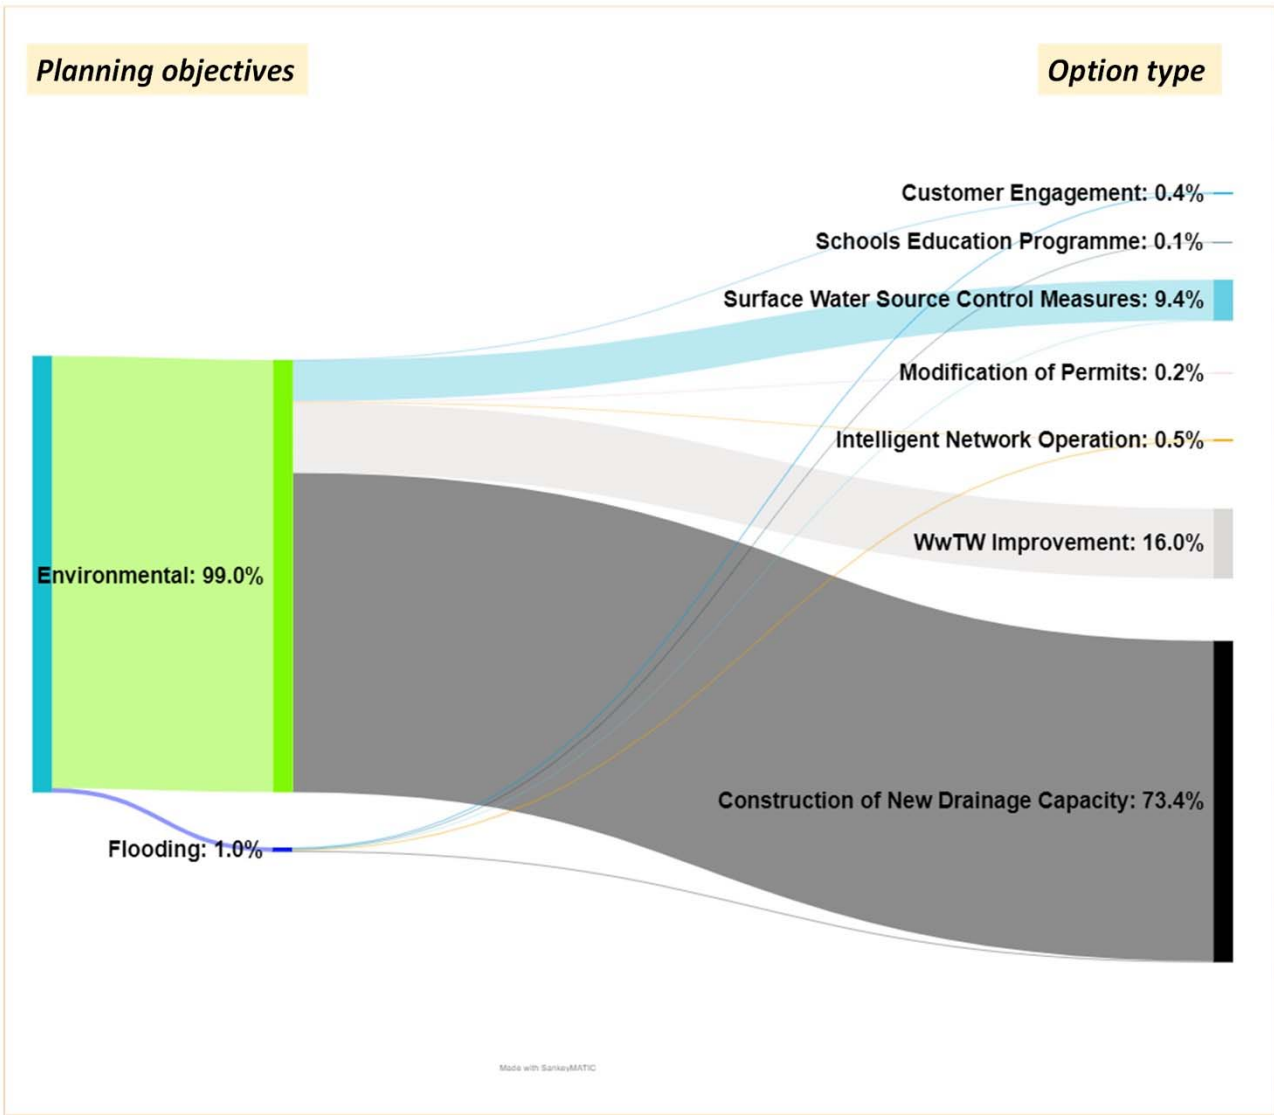 Planning objectives
Option type
Customer Engagement: 0.4%
Schools Education Programme: 0.1%
Surface Water Source Control Measures: 9.4%
Modification of Permits: 0.2%
Intelligent Network Operation: 0.5%
WwTW Improvement: 16.0%
Environmental: 99.0%
Construction of New Drainage Capacity: 73.4%
Flooding: 1.0%
Made with SankeyMATIC